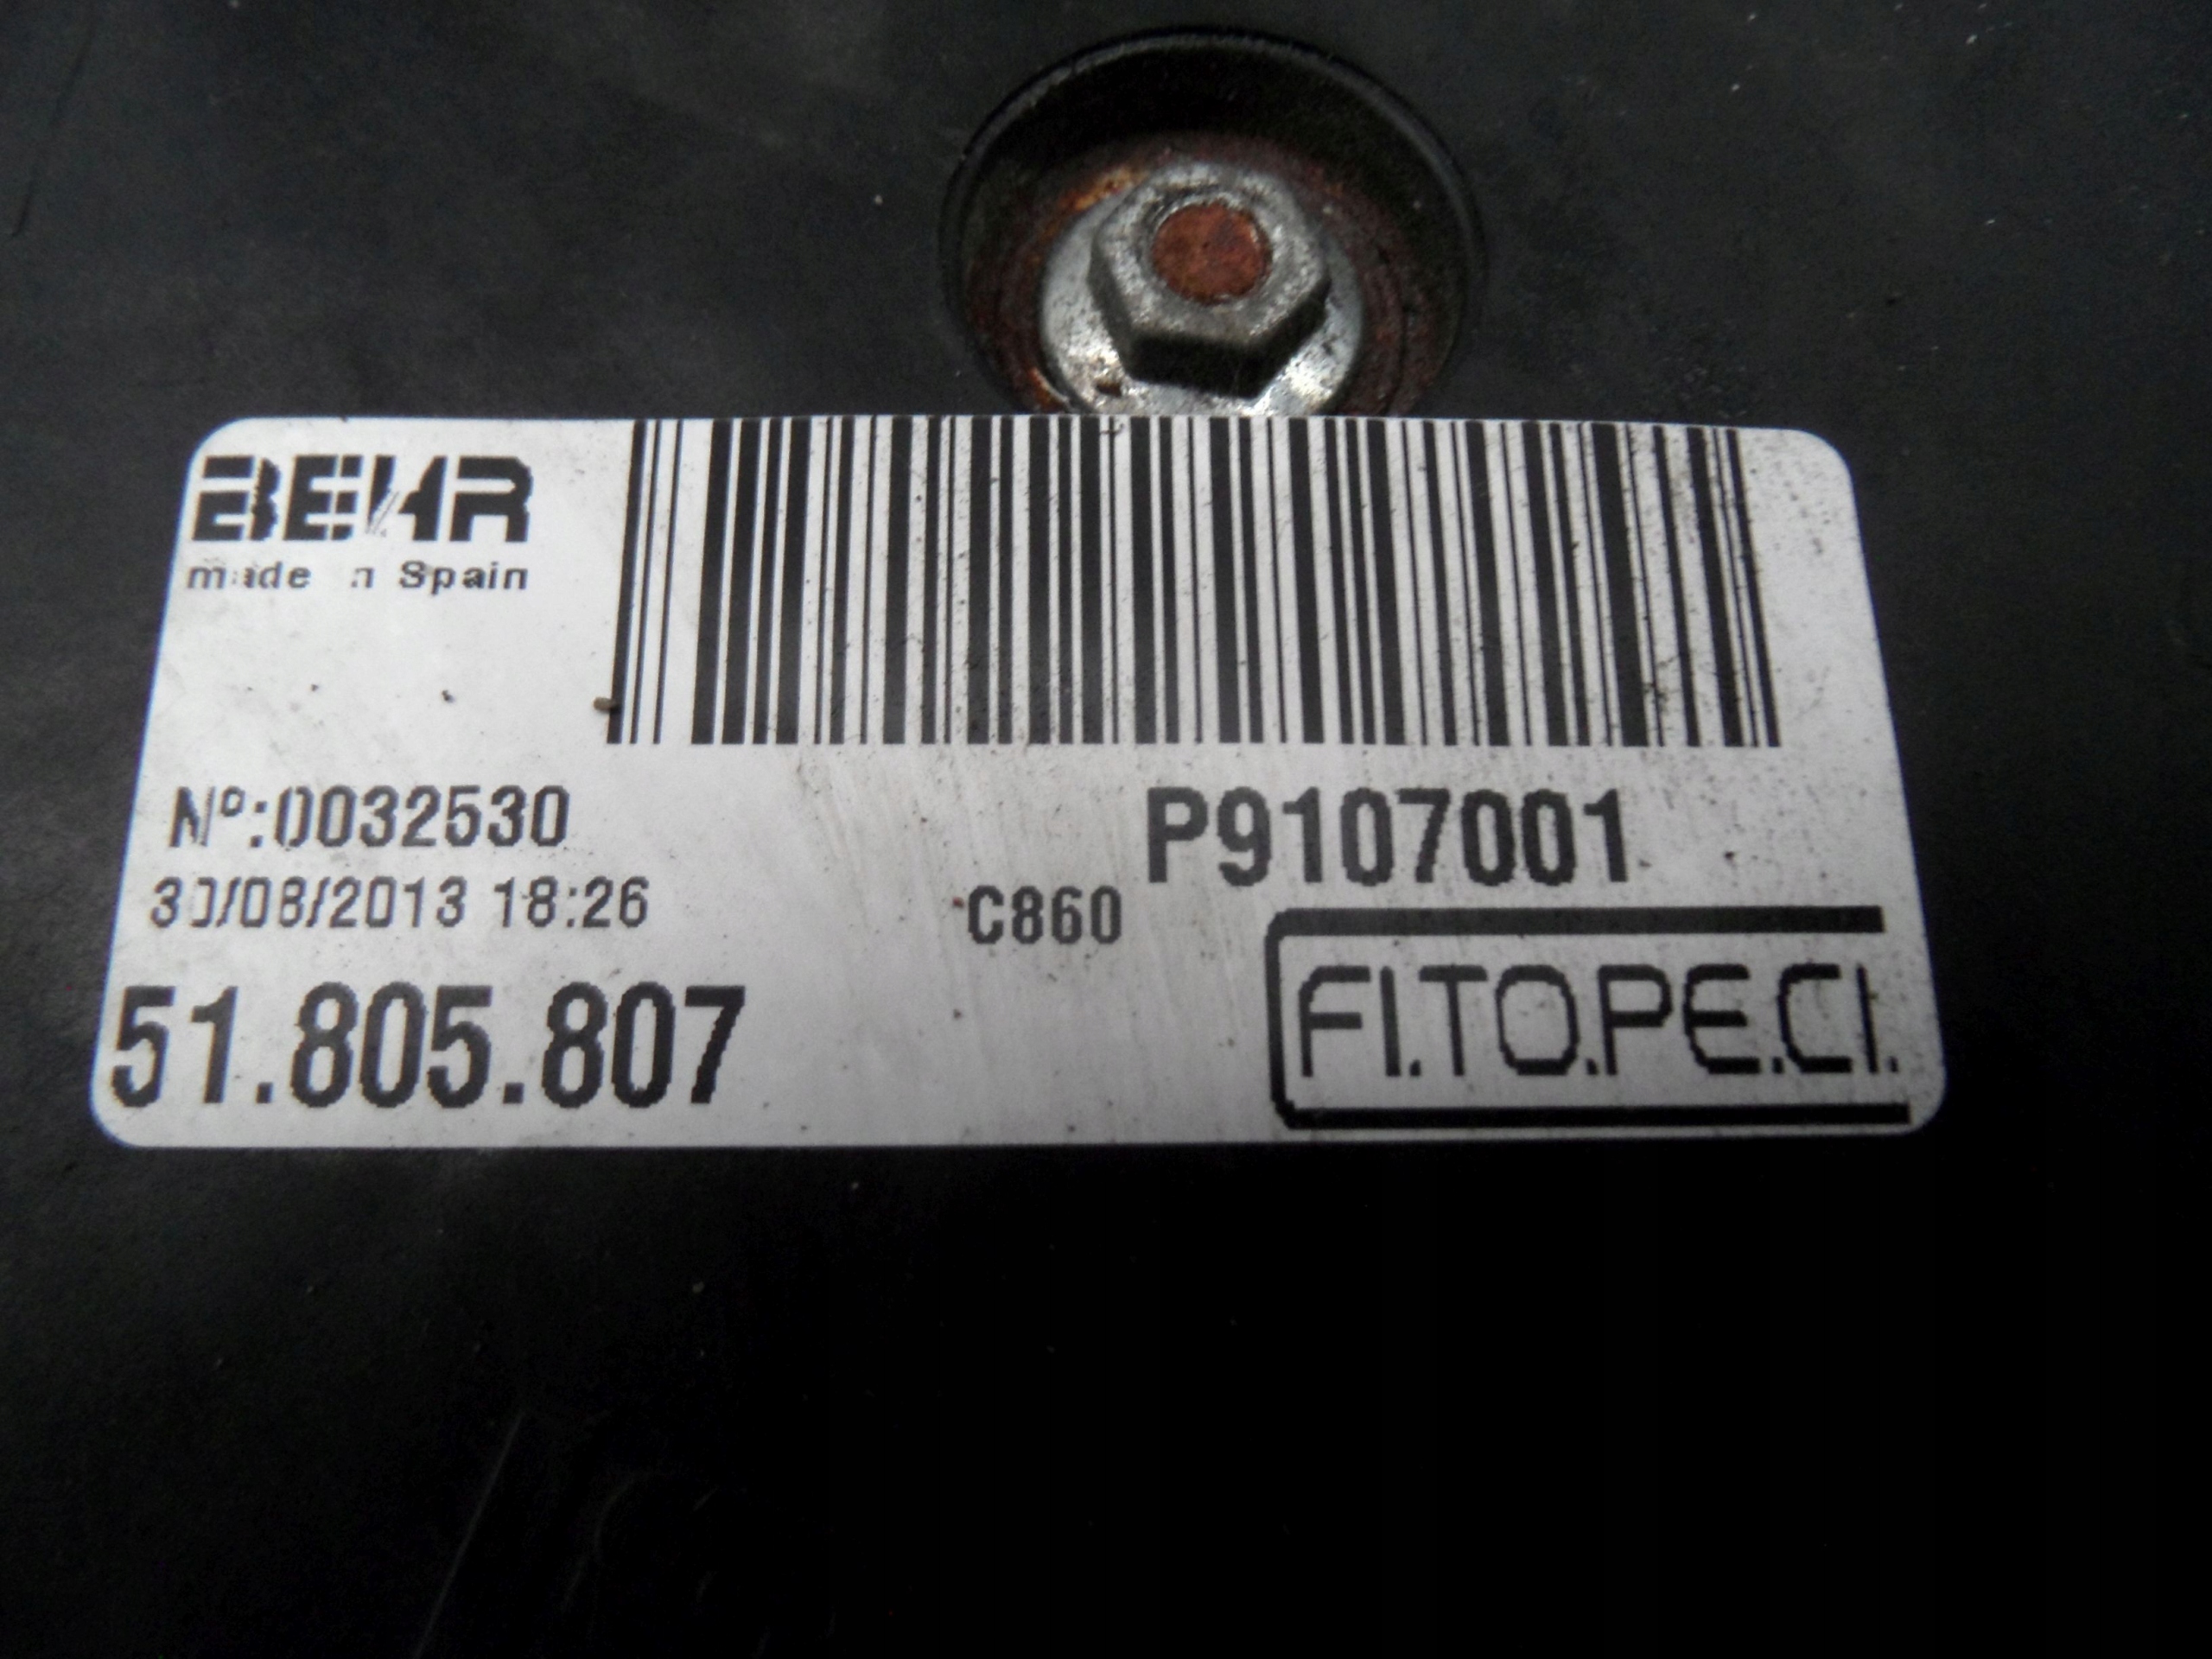 BEHR
made in Spain
Nº:0032530
P9107001
30/08/2013 18:26
C860
51.805.807
FI.TO.PE.CI.